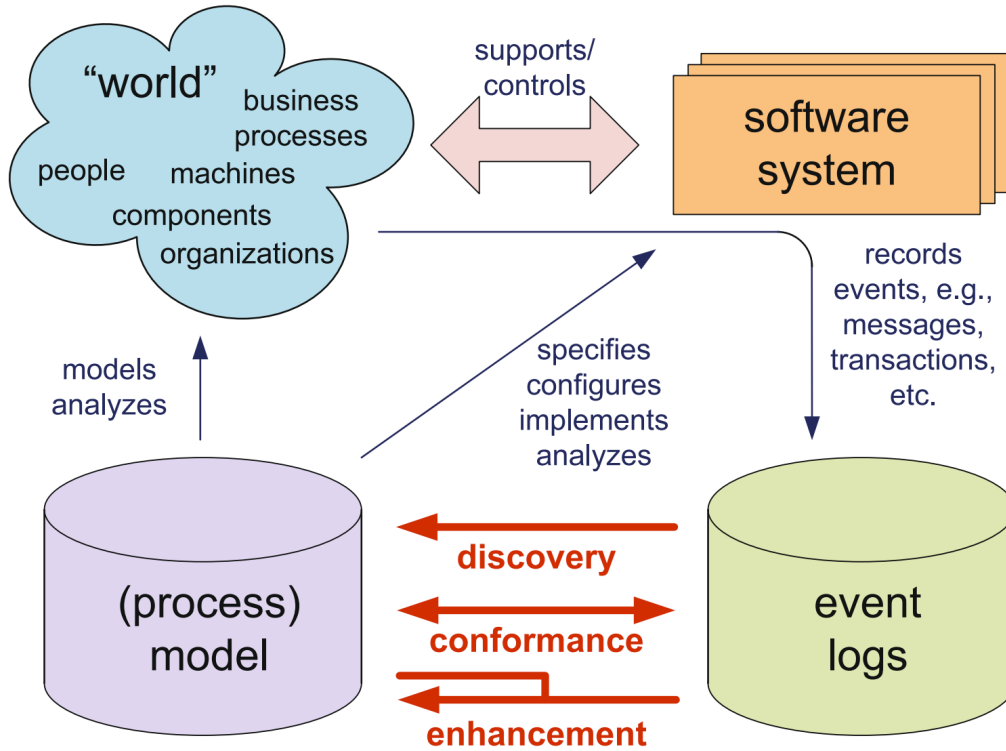 “world”
business
processes
people
machines
components
organizations
supports/
controls
software
system
records
events, e.g.,
messages,
transactions,
etc.
models
analyzes
specifies
configures
implements
analyzes
(process)
model
discovery
conformance
enhancement
event
logs